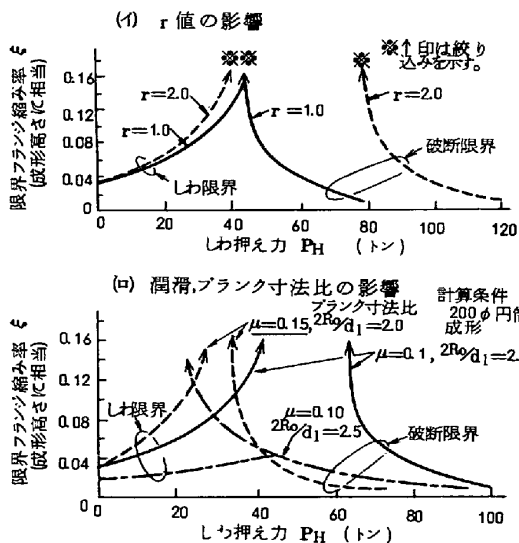 (イ) r 値の影響
限界フランジ縮み率 ξ
(成形高さに相当)
0.16
0.12
0.08
0.04
0
r=2.0
r=1.0
しわ限界
※※
r=1.0
※
※↑印は絞り
込みを示す。
r=2.0
破断限界
0 20 40 60 80 100 120
しわ押え力 PH (トン)
(ロ) 潤滑,ブランク寸法比の影響
限界フランジ縮み率 ξ
(成形高さに相当)
0.16
0.12
0.08
0.04
0
ブランク寸法比
μ=0.15, 2R₀/d₁=2.0
計算条件
200φ円筒
成形
μ=0.1, 2R₀/d₁=2.
しわ限界
μ=0.10
2R₀/d₁=2.5
破断限界
0 20 40 60 80 100
しわ押え力 PH (トン)